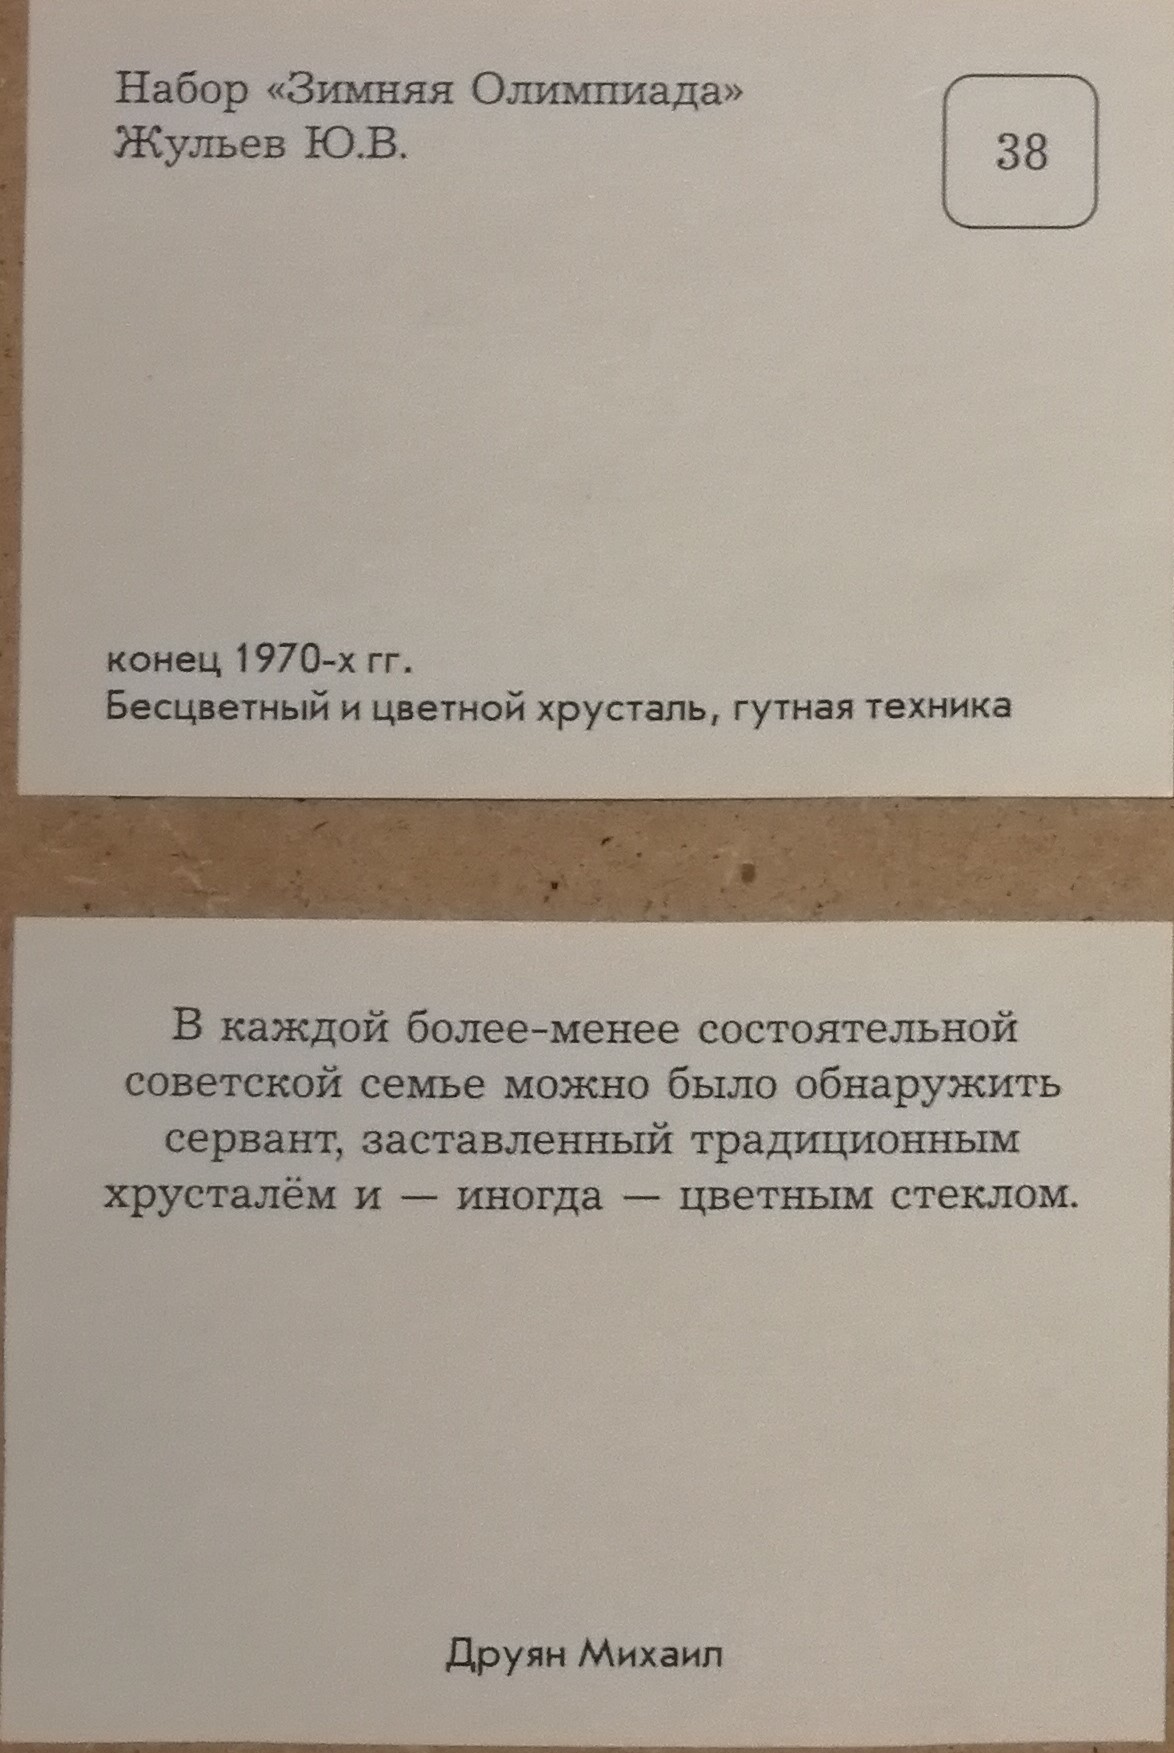 Набор «Зимняя Олимпиада»
Жульев Ю.В.
38
конец 1970-х гг.
Бесцветный и цветной хрусталь, гутная техника
В каждой более-менее состоятельной
советской семье можно было обнаружить
сервант, заставленный традиционным
хрусталём и — иногда — цветным стеклом.
Друян Михаил